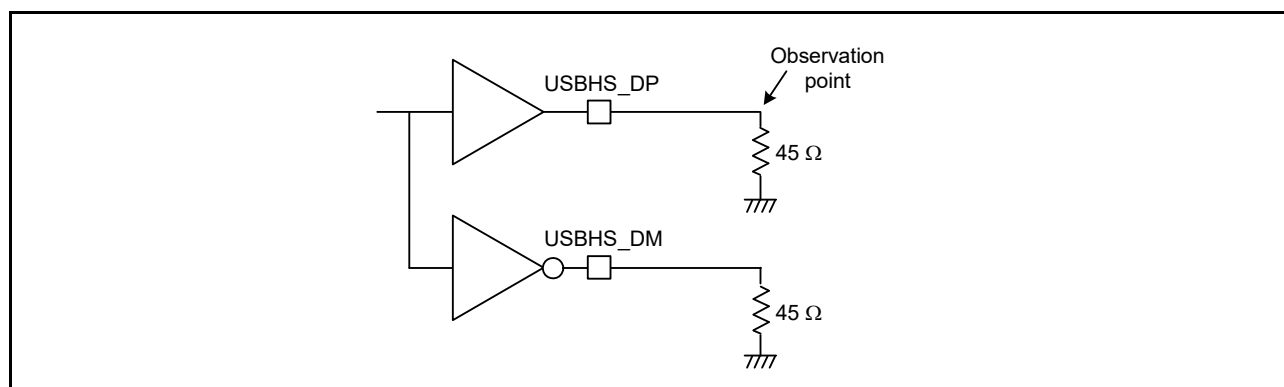 Observation
point
USBHS_DP
45 Ω
USBHS_DM
45 Ω